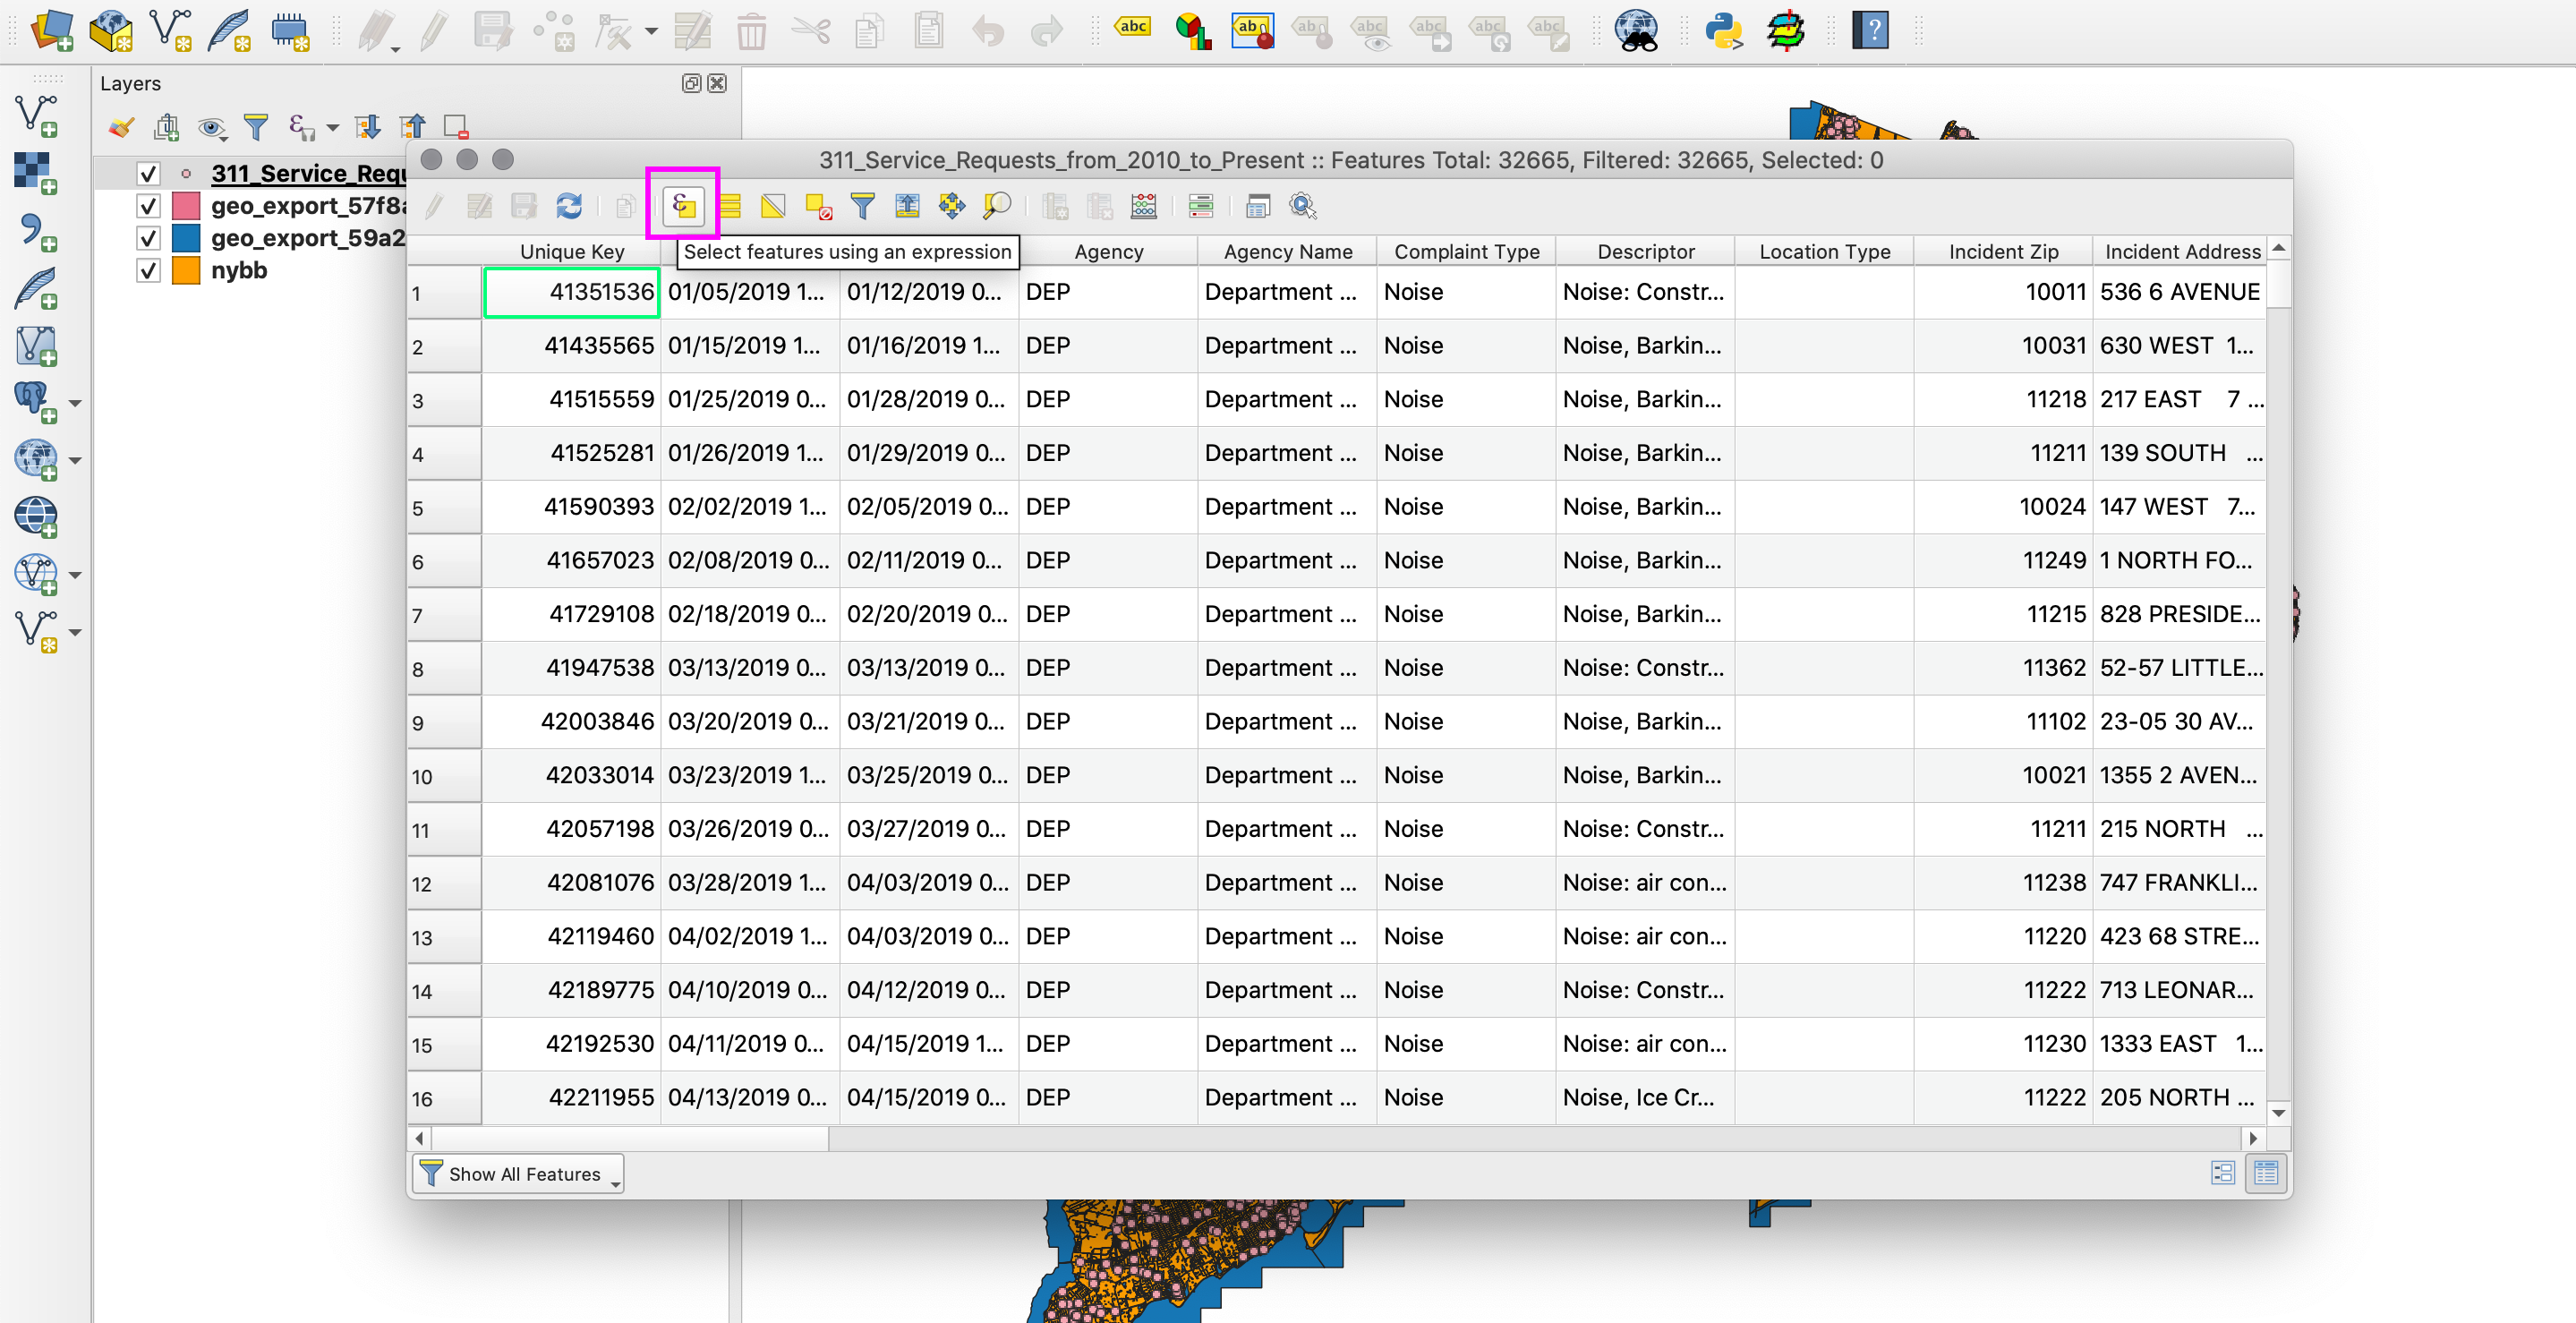 abc
ab
ab
abc
abc
abc
abc
?
Layers
311_Service_Requ
geo_export_57f8a
geo_export_59a2
nybb
311_Service_Requests_from_2010_to_Present :: Features Total: 32665, Filtered: 32665, Selected: 0
ε
Select features using an expression
Unique Key Agency Agency Name Complaint Type Descriptor Location Type Incident Zip Incident Address
1 41351536 01/05/2019 1... 01/12/2019 0... DEP Department ... Noise Noise: Constr... 10011 536 6 AVENUE
2 41435565 01/15/2019 1... 01/16/2019 1... DEP Department ... Noise Noise, Barkin... 10031 630 WEST 1...
3 41515559 01/25/2019 0... 01/28/2019 0... DEP Department ... Noise Noise, Barkin... 11218 217 EAST 7 ...
4 41525281 01/26/2019 1... 01/29/2019 0... DEP Department ... Noise Noise, Barkin... 11211 139 SOUTH ...
5 41590393 02/02/2019 1... 02/05/2019 0... DEP Department ... Noise Noise, Barkin... 10024 147 WEST 7...
6 41657023 02/08/2019 0... 02/11/2019 0... DEP Department ... Noise Noise, Barkin... 11249 1 NORTH FO...
7 41729108 02/18/2019 0... 02/20/2019 0... DEP Department ... Noise Noise, Barkin... 11215 828 PRESIDE...
8 41947538 03/13/2019 0... 03/13/2019 0... DEP Department ... Noise Noise: Constr... 11362 52-57 LITTLE...
9 42003846 03/20/2019 0... 03/21/2019 0... DEP Department ... Noise Noise, Barkin... 11102 23-05 30 AV...
10 42033014 03/23/2019 1... 03/25/2019 0... DEP Department ... Noise Noise, Barkin... 10021 1355 2 AVEN...
11 42057198 03/26/2019 0... 03/27/2019 0... DEP Department ... Noise Noise: Constr... 11211 215 NORTH ...
12 42081076 03/28/2019 1... 04/03/2019 0... DEP Department ... Noise Noise: air con... 11238 747 FRANKLI...
13 42119460 04/02/2019 1... 04/03/2019 0... DEP Department ... Noise Noise: air con... 11220 423 68 STRE...
14 42189775 04/10/2019 0... 04/12/2019 0... DEP Department ... Noise Noise: Constr... 11222 713 LEONAR...
15 42192530 04/11/2019 0... 04/15/2019 1... DEP Department ... Noise Noise: air con... 11230 1333 EAST 1...
16 42211955 04/13/2019 0... 04/15/2019 0... DEP Department ... Noise Noise, Ice Cr... 11222 205 NORTH ...
Show All Features